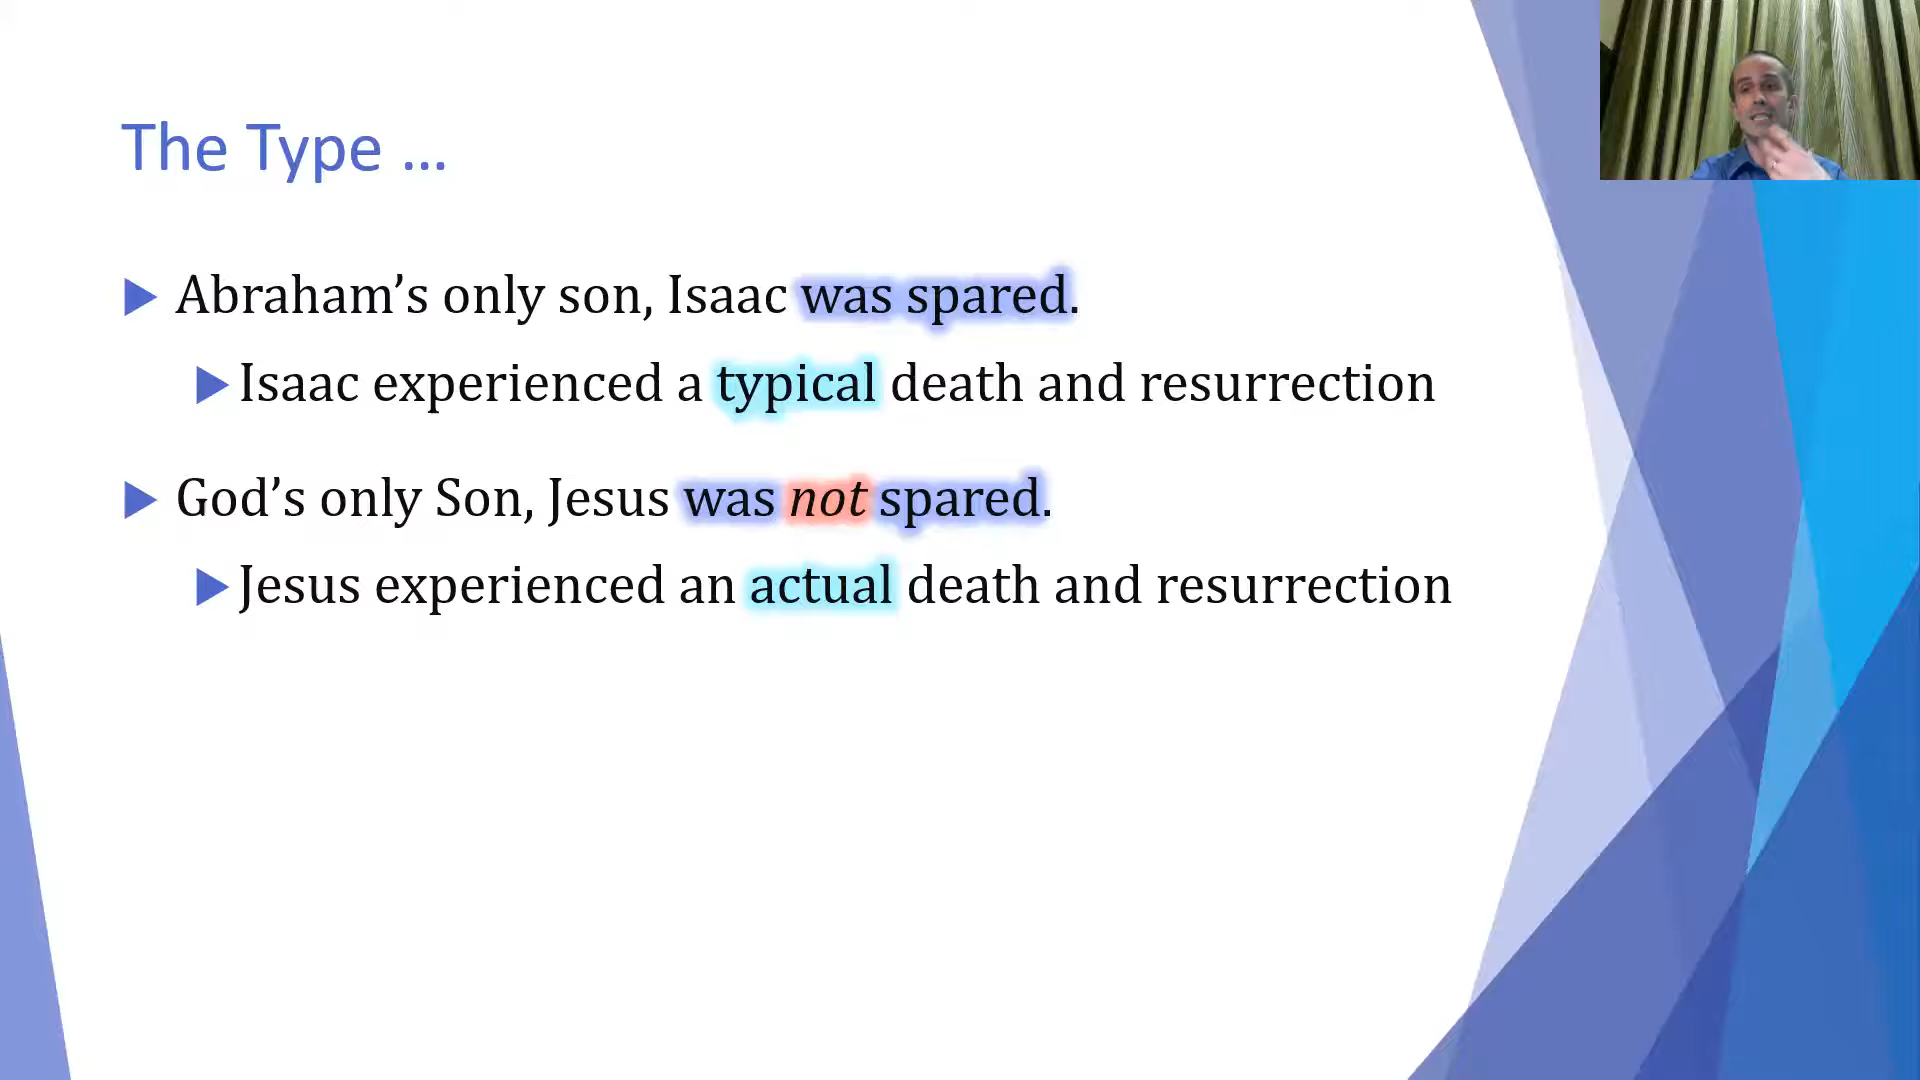 The Type ...
Abraham’s only son, Isaac was spared.
Isaac experienced a typical death and resurrection
God’s only Son, Jesus was not spared.
Jesus experienced an actual death and resurrection